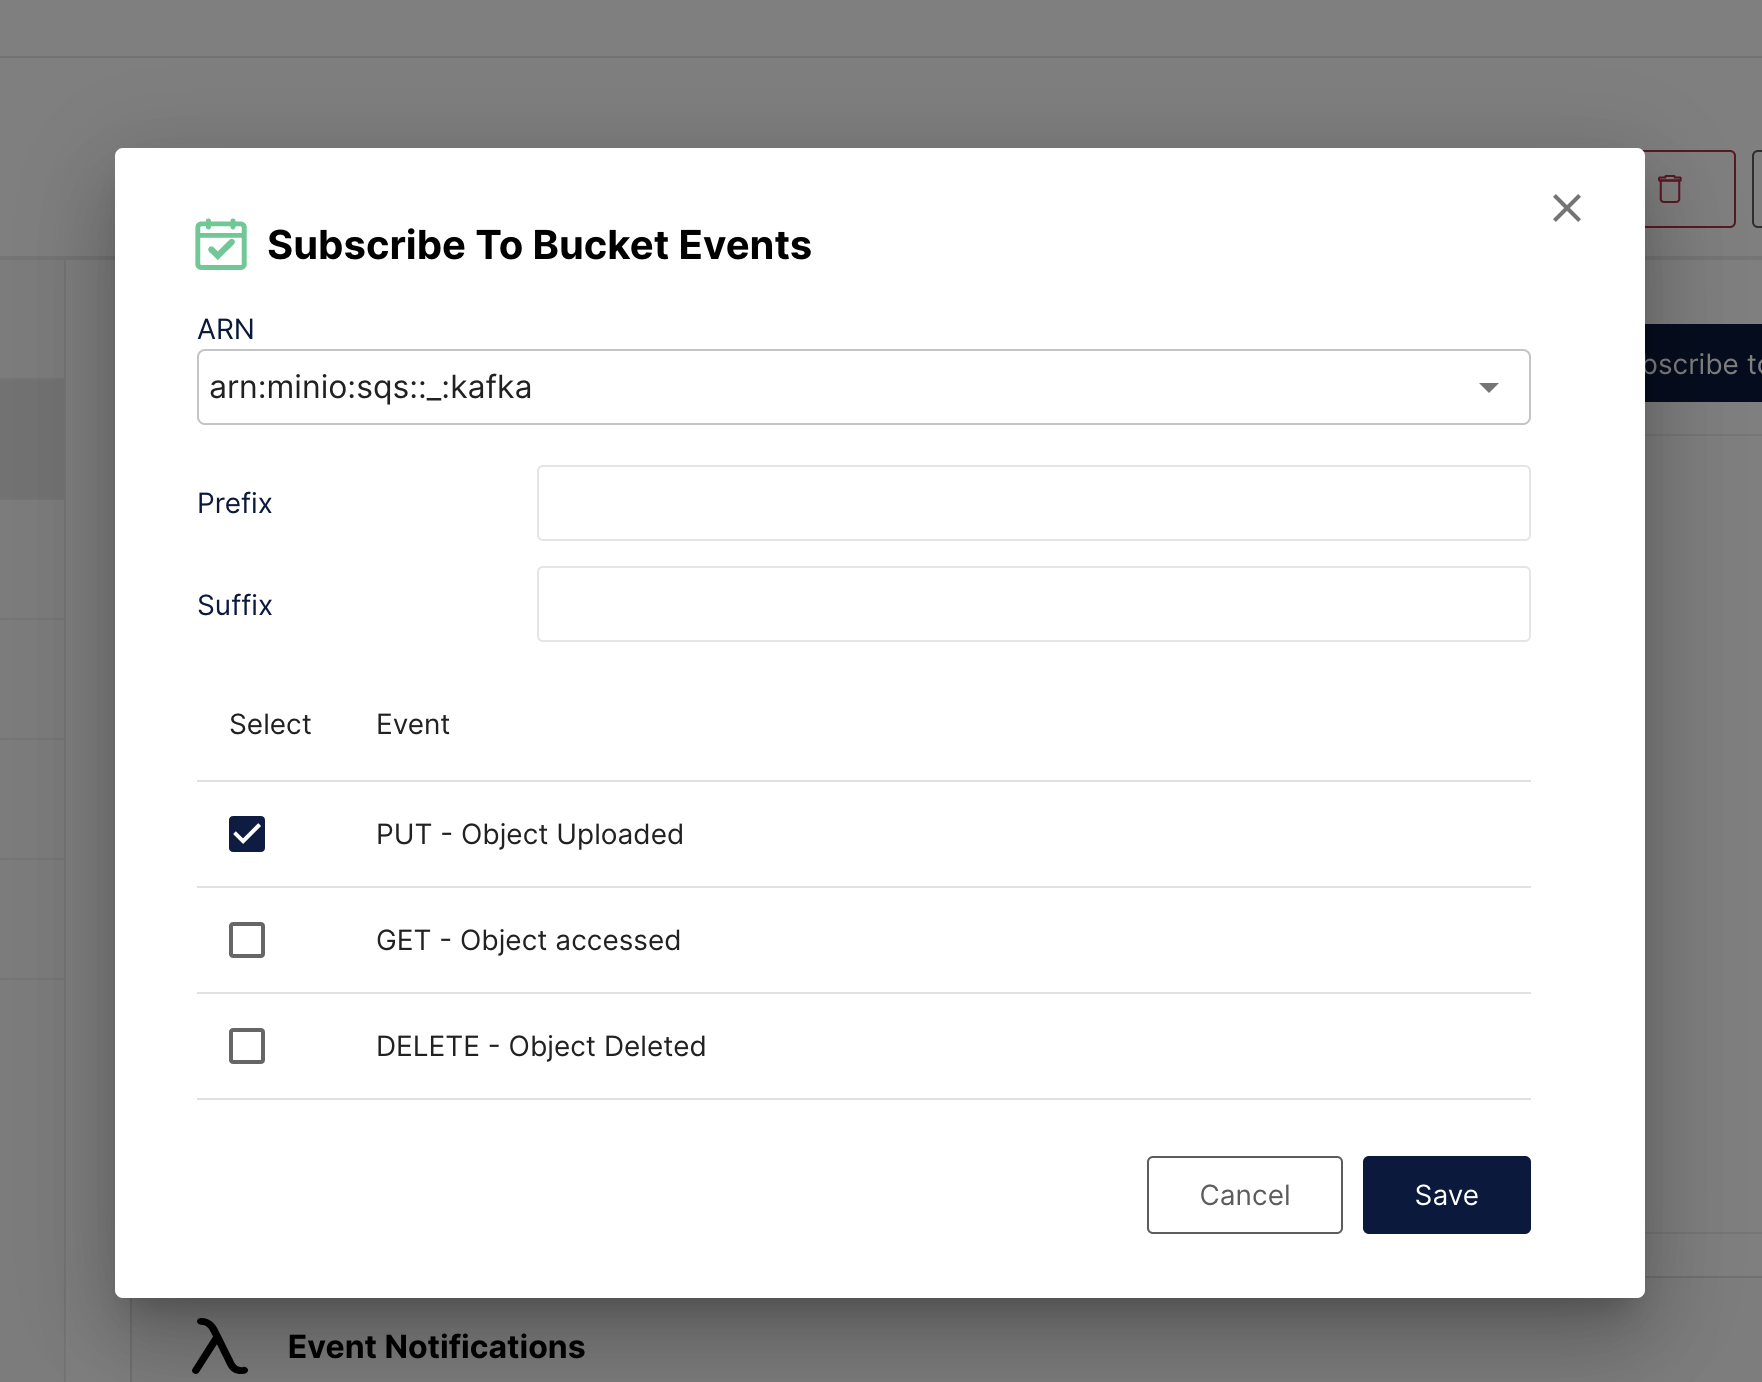 Subscribe To Bucket Events
ARN
arn:minio:sqs::_:kafka
Prefix
Suffix
Select Event
PUT - Object Uploaded
GET - Object accessed
DELETE - Object Deleted
Cancel Save
Event Notifications